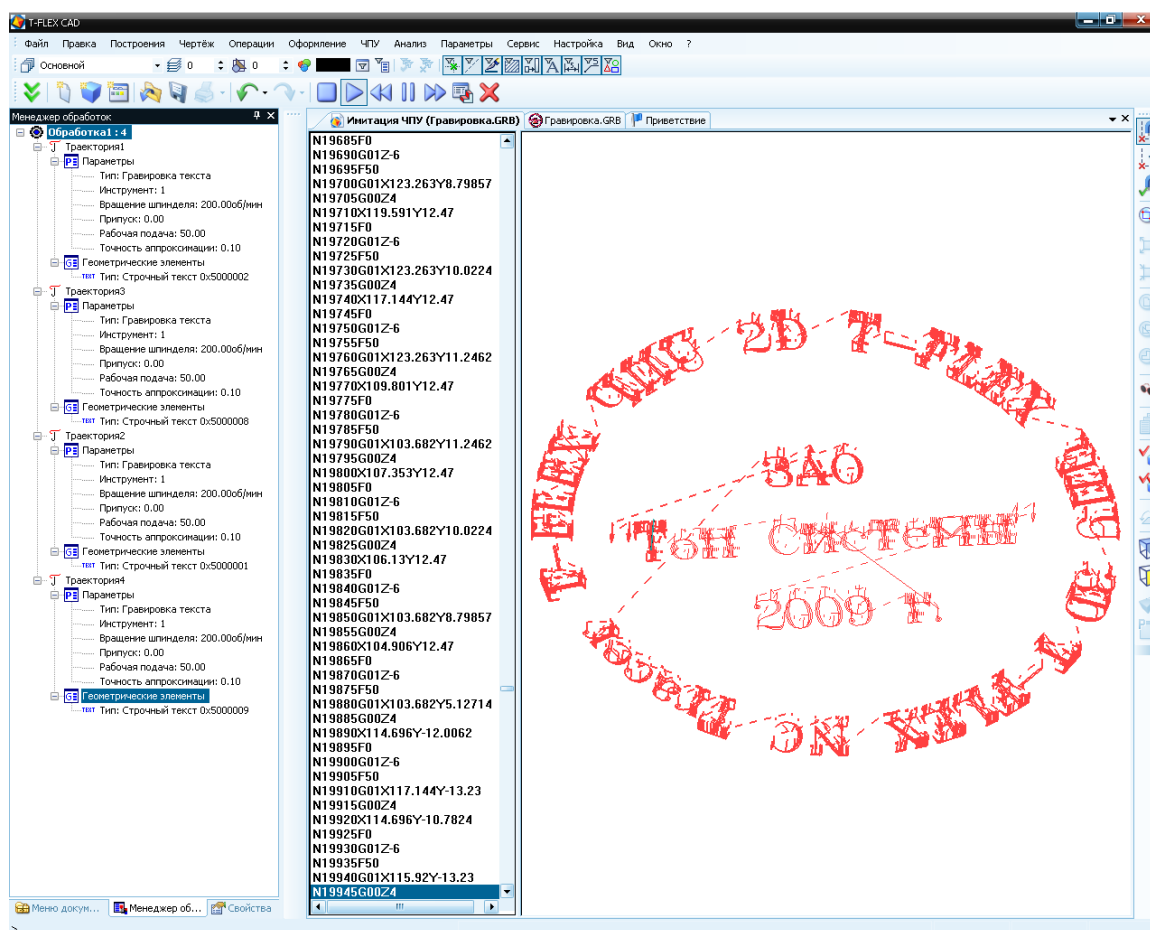 T-FLEX CAD
Файл Правка Построения Чертёж Операции Оформление ЧПУ Анализ Параметры Сервис Настройка Вид Окно ?
Основной 0 0
Менеджер обработок
Обработка1 : 4
Траектория1
Параметры
Тип: Гравировка текста
Инструмент: 1
Вращение шпинделя: 200.00об/мин
Припуск: 0.00
Рабочая подача: 50.00
Точность аппроксимации: 0.10
Геометрические элементы
TEXT Тип: Строчный текст 0x5000002
Траектория3
Параметры
Тип: Гравировка текста
Инструмент: 1
Вращение шпинделя: 200.00об/мин
Припуск: 0.00
Рабочая подача: 50.00
Точность аппроксимации: 0.10
Геометрические элементы
TEXT Тип: Строчный текст 0x5000008
Траектория2
Параметры
Тип: Гравировка текста
Инструмент: 1
Вращение шпинделя: 200.00об/мин
Припуск: 0.00
Рабочая подача: 50.00
Точность аппроксимации: 0.10
Геометрические элементы
TEXT Тип: Строчный текст 0x5000001
Траектория4
Параметры
Тип: Гравировка текста
Инструмент: 1
Вращение шпинделя: 200.00об/мин
Припуск: 0.00
Рабочая подача: 50.00
Точность аппроксимации: 0.10
Геометрические элементы
TEXT Тип: Строчный текст 0x5000009
Меню докум... Менеджер об... Свойства
Имитация ЧПУ (Гравировка.GRB) Гравировка.GRB Приветствие
N19685F0
N19690G01Z-6
N19695F50
N19700G01X123.263Y8.79857
N19705G00Z4
N19710X119.591Y12.47
N19715F0
N19720G01Z-6
N19725F50
N19730G01X123.263Y10.0224
N19735G00Z4
N19740X117.144Y12.47
N19745F0
N19750G01Z-6
N19755F50
N19760G01X123.263Y11.2462
N19765G00Z4
N19770X109.801Y12.47
N19775F0
N19780G01Z-6
N19785F50
N19790G01X103.682Y11.2462
N19795G00Z4
N19800X107.353Y12.47
N19805F0
N19810G01Z-6
N19815F50
N19820G01X103.682Y10.0224
N19825G00Z4
N19830X106.13Y12.47
N19835F0
N19840G01Z-6
N19845F50
N19850G01X103.682Y8.79857
N19855G00Z4
N19860X104.906Y12.47
N19865F0
N19870G01Z-6
N19875F50
N19880G01X103.682Y5.12714
N19885G00Z4
N19890X114.696Y-12.0062
N19895F0
N19900G01Z-6
N19905F50
N19910G01X117.144Y-13.23
N19915G00Z4
N19920X114.696Y-10.7824
N19925F0
N19930G01Z-6
N19935F50
N19940G01X115.92Y-13.23
N19945G00Z4
2D
ЗАО
Системы"
2009 г.
NC